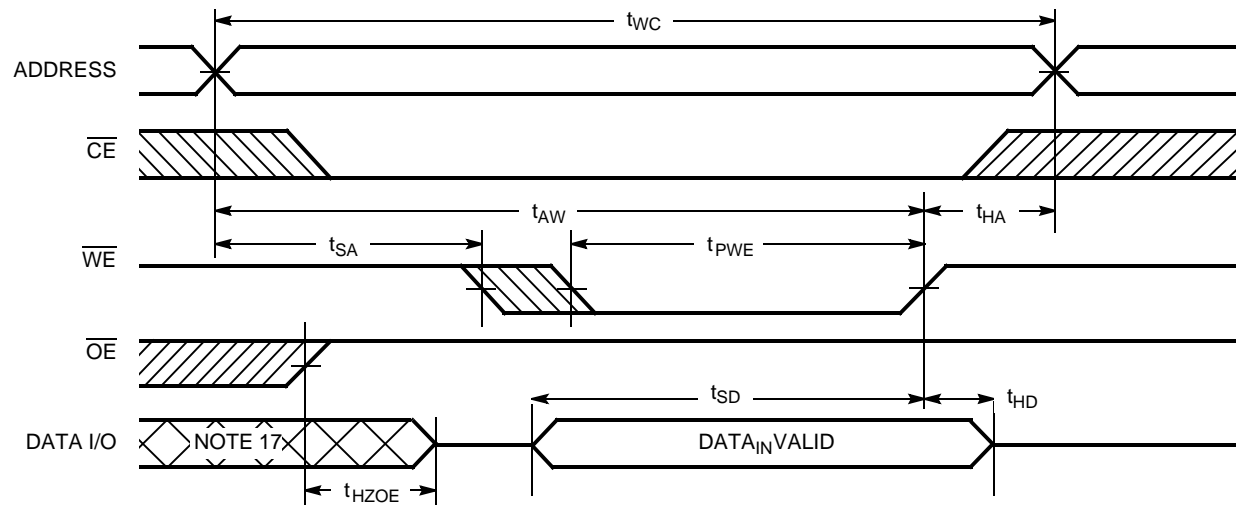 tWC
ADDRESS
CE
tAW
tHA
tSA
tPWE
WE
OE
tSD
tHD
DATA I/O
NOTE 17
DATAINVALID
tHZOE